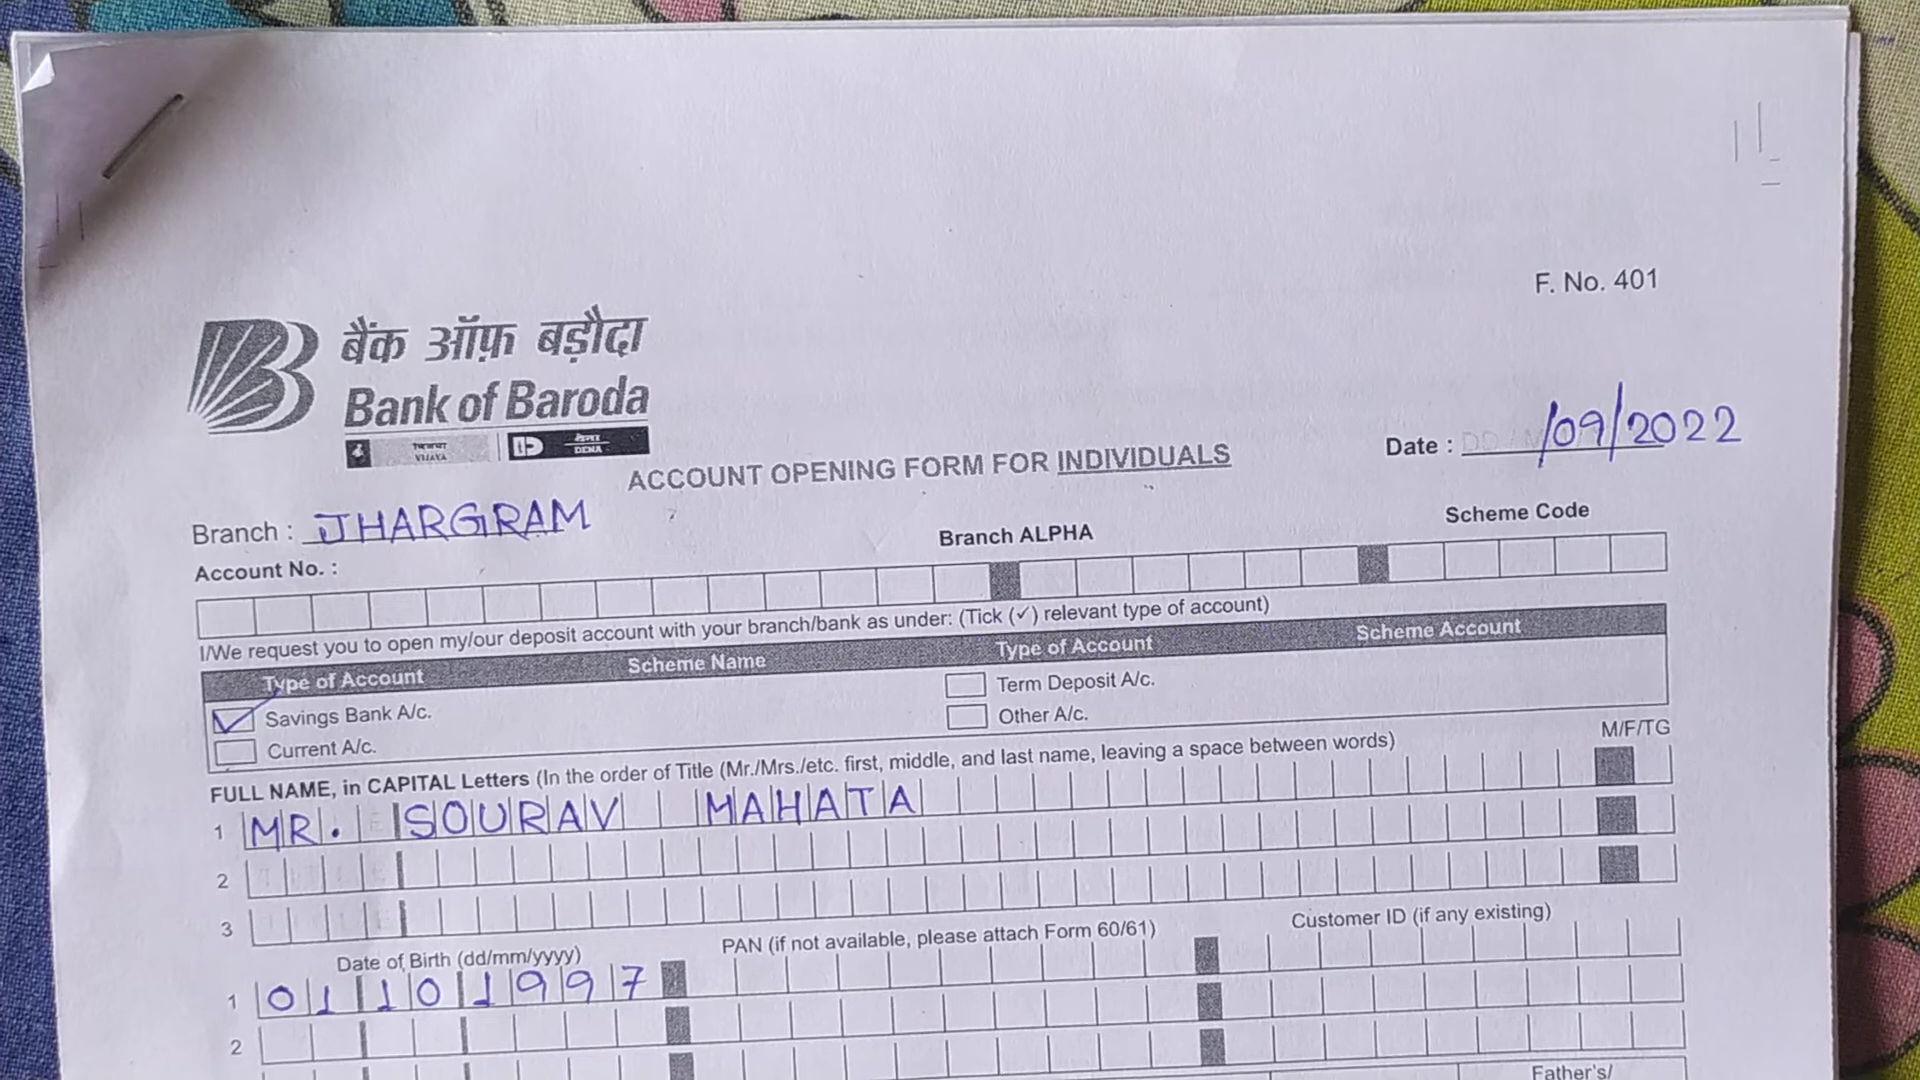 F. No. 401
बैंक ऑफ़ बड़ौदा
Bank of Baroda
VIJAYA
DENA
Date : /09/2022
ACCOUNT OPENING FORM FOR INDIVIDUALS
Branch : JHARGRAM
Account No. : Branch ALPHA Scheme Code
I/We request you to open my/our deposit account with your branch/bank as under: (Tick (✓) relevant type of account)
Type of Account Scheme Name Type of Account Scheme Account
✓ Savings Bank A/c. Term Deposit A/c.
Current A/c. Other A/c.
FULL NAME, in CAPITAL Letters (In the order of Title (Mr./Mrs./etc. first, middle, and last name, leaving a space between words) M/F/TG
1 MR. SOURAV MAHATA
2
3
Date of Birth (dd/mm/yyyy) PAN (if not available, please attach Form 60/61) Customer ID (if any existing)
1 01101997
2
Father's/